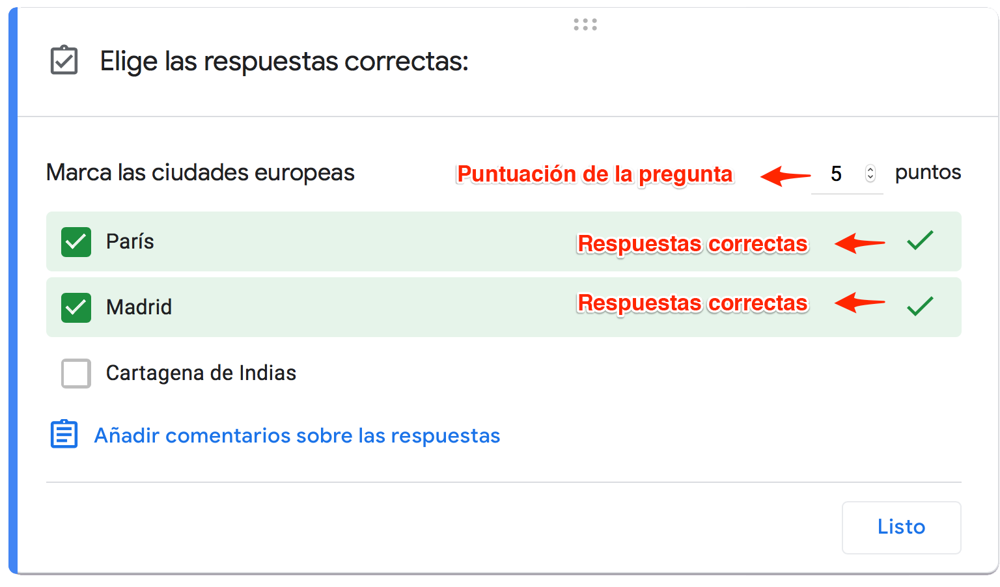 Elige las respuestas correctas:
Marca las ciudades europeas
Puntuación de la pregunta
5
puntos
París
Respuestas correctas
Madrid
Respuestas correctas
Cartagena de Indias
Añadir comentarios sobre las respuestas
Listo